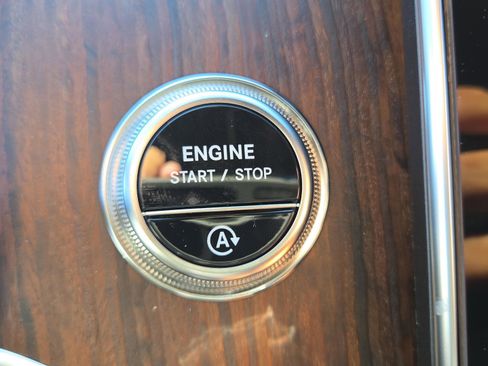 ENGINE
START / STOP
A